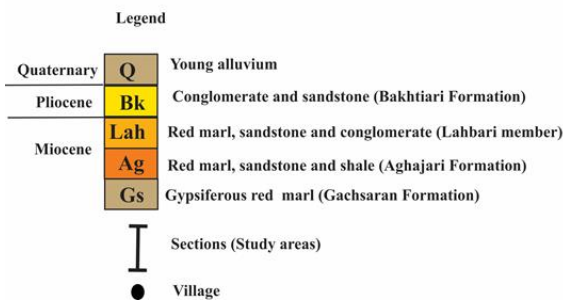 Legend
Quaternary Q Young alluvium
Pliocene Bk Conglomerate and sandstone (Bakhtiari Formation)
Lah Red marl, sandstone and conglomerate (Lahbari member)
Miocene
Ag Red marl, sandstone and shale (Aghajari Formation)
Gs Gypsiferous red marl (Gachsaran Formation)
Sections (Study areas)
Village